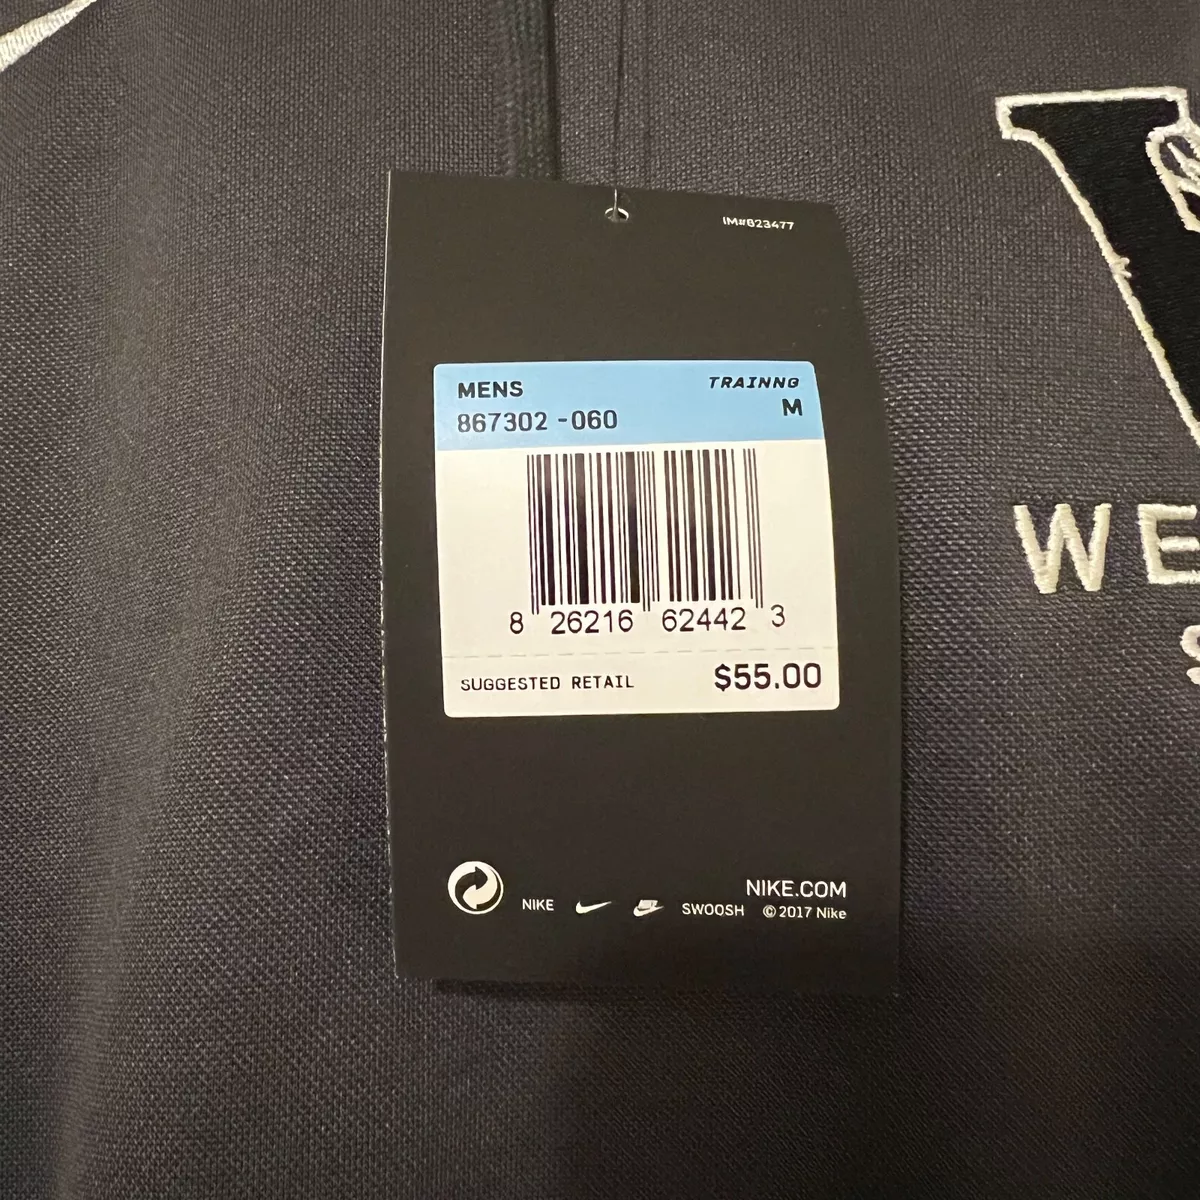 IM#823477
MENS
TRAINNG
867302 -060
M
8 26216 62442 3
SUGGESTED RETAIL
$55.00
NIKE.COM
NIKE SWOOSH © 2017 Nike
WE